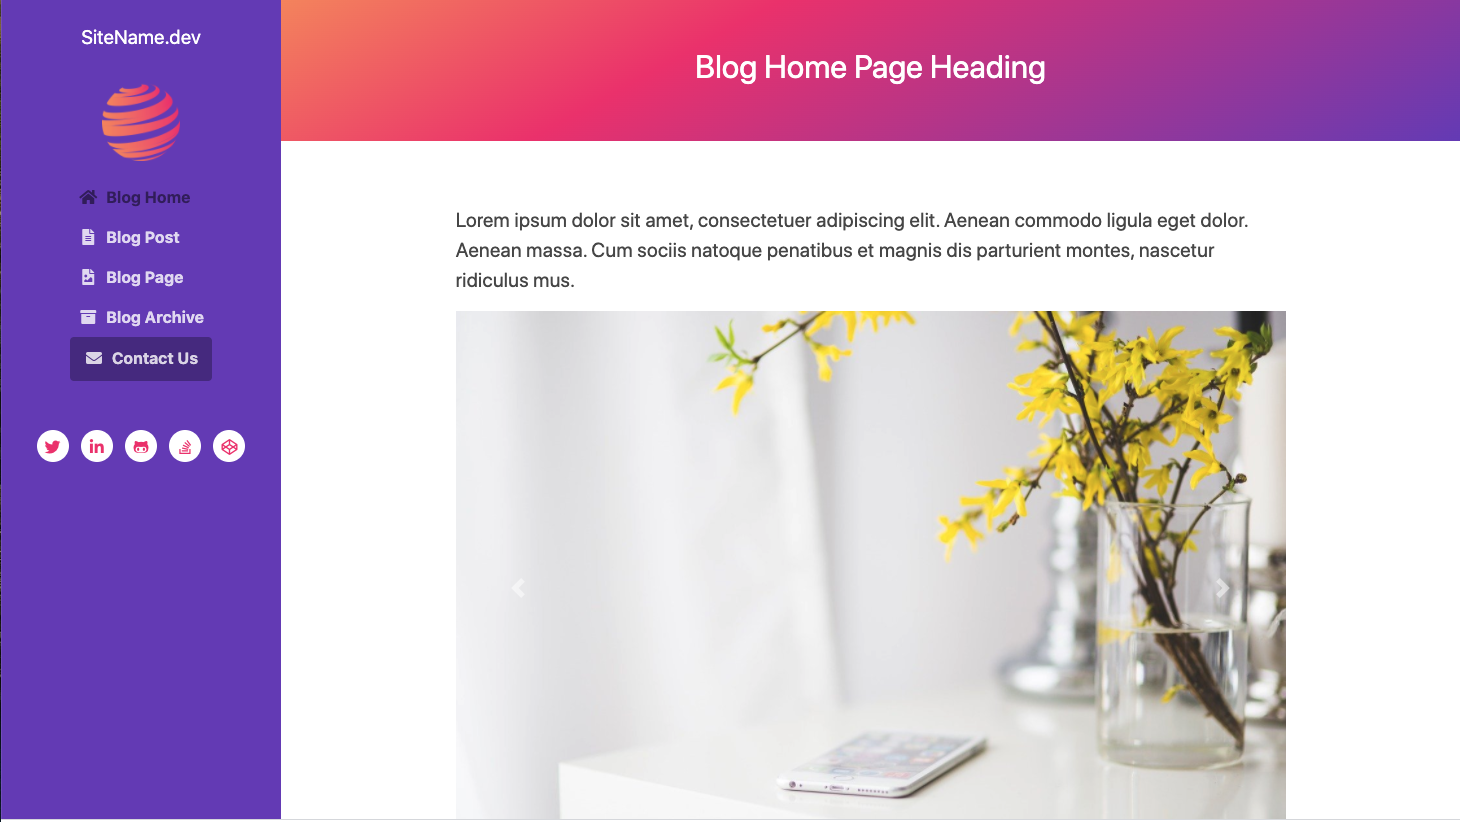 SiteName.dev
Blog Home
Blog Post
Blog Page
Blog Archive
Contact Us
Blog Home Page Heading
Lorem ipsum dolor sit amet, consectetuer adipiscing elit. Aenean commodo ligula eget dolor.
Aenean massa. Cum sociis natoque penatibus et magnis dis parturient montes, nascetur
ridiculus mus.